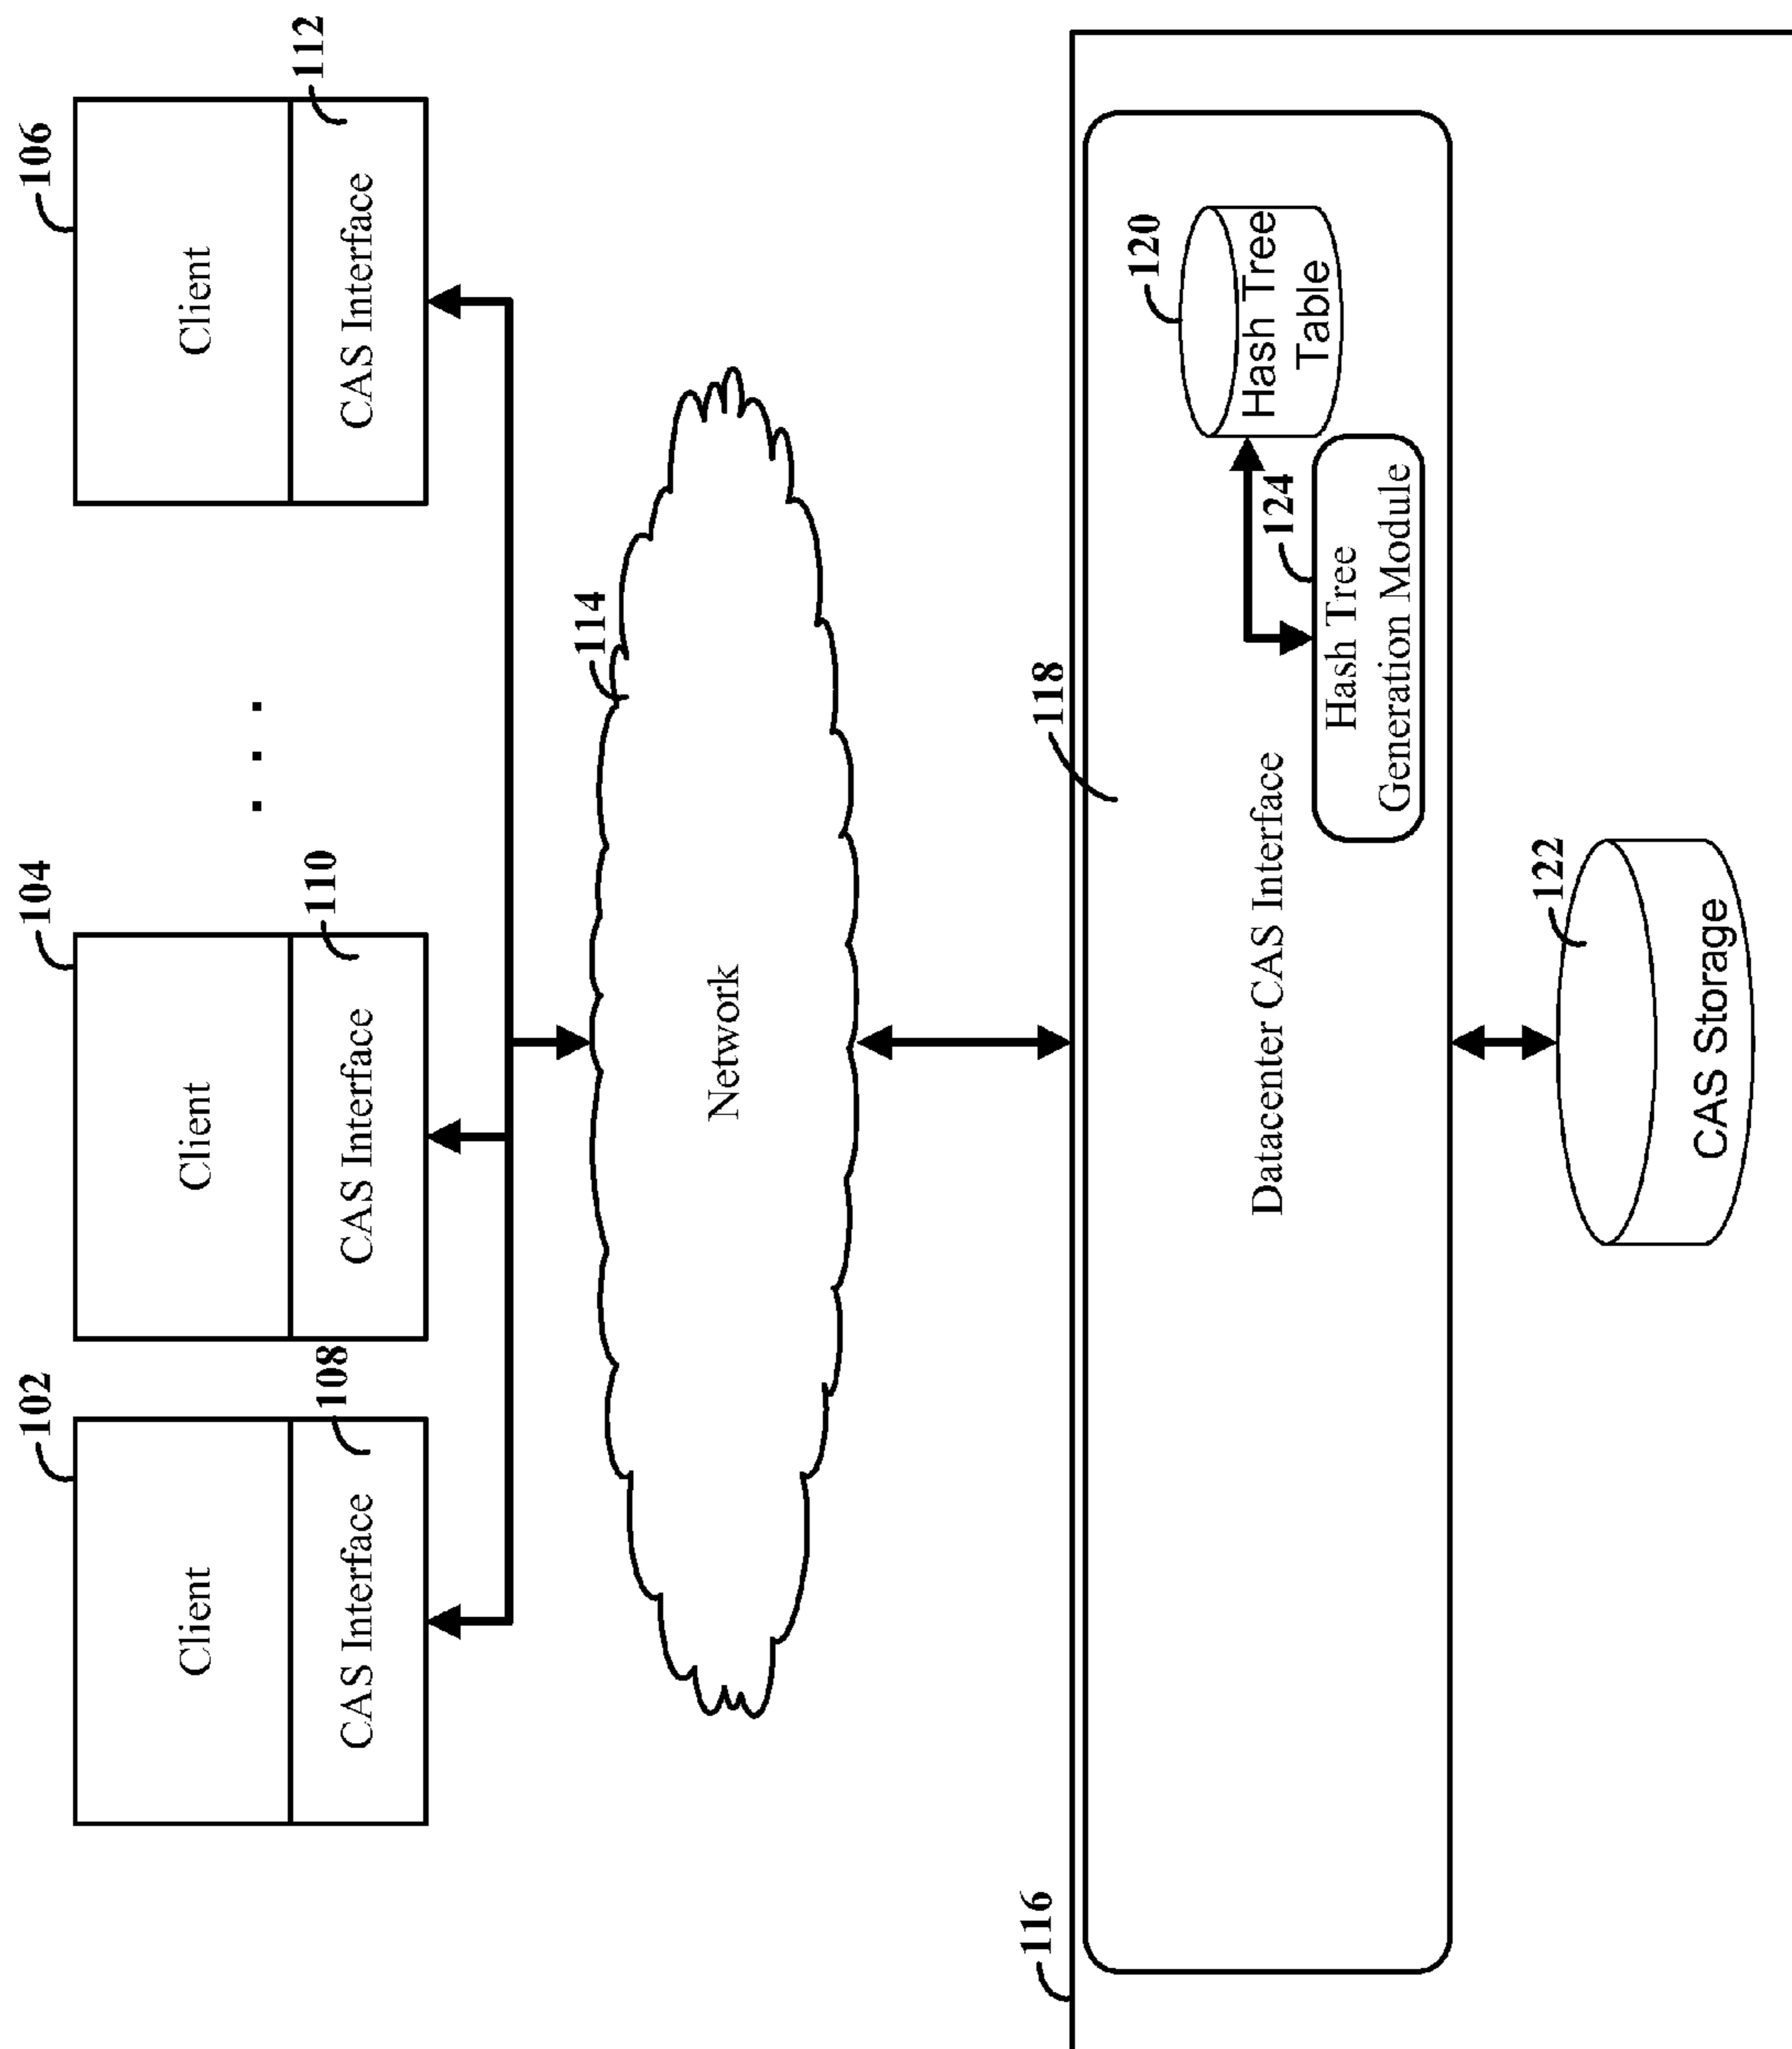 102
104
106
Client
Client
Client
108
110
112
CAS Interface
CAS Interface
CAS Interface
. . .
114
Network
116
118
120
Hash Tree
Table
Datacenter CAS Interface
124
Hash Tree
Generation Module
122
CAS Storage